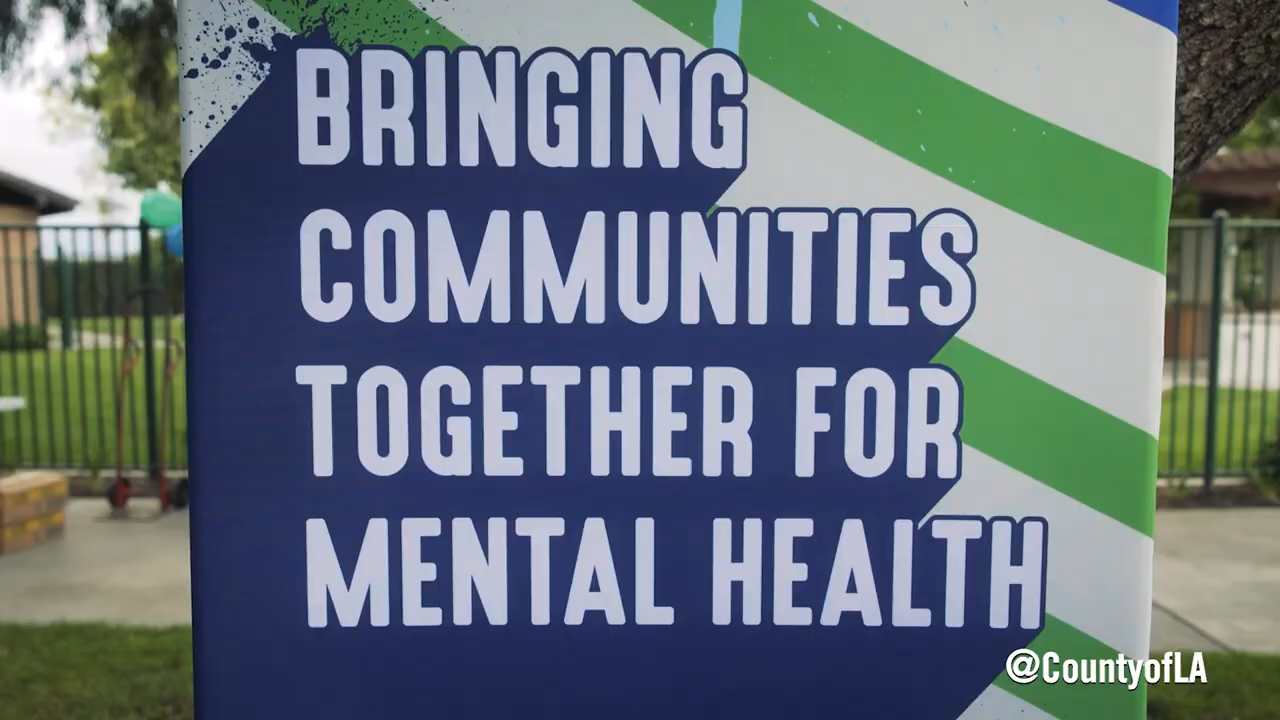 BRINGING
COMMUNITIES
TOGETHER FOR
MENTAL HEALTH
@CountyofLA